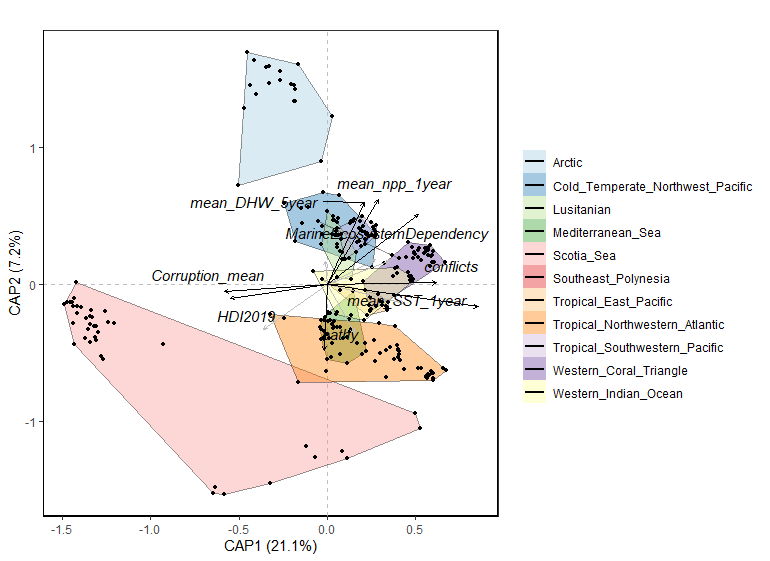 1
0
-1
CAP2 (7.2%)
mean_npp_1year
mean_DHW_5year
MarineEcosystemDependency
conflicts
Corruption_mean
mean_SST_1year
HDI2019
-1.5
-1.0
-0.5
0.0
0.5
CAP1 (21.1%)
Arctic
Cold_Temperate_Northwest_Pacific
Lusitanian
Mediterranean_Sea
Scotia_Sea
Southeast_Polynesia
Tropical_East_Pacific
Tropical_Northwestern_Atlantic
Tropical_Southwestern_Pacific
Western_Coral_Triangle
Western_Indian_Ocean